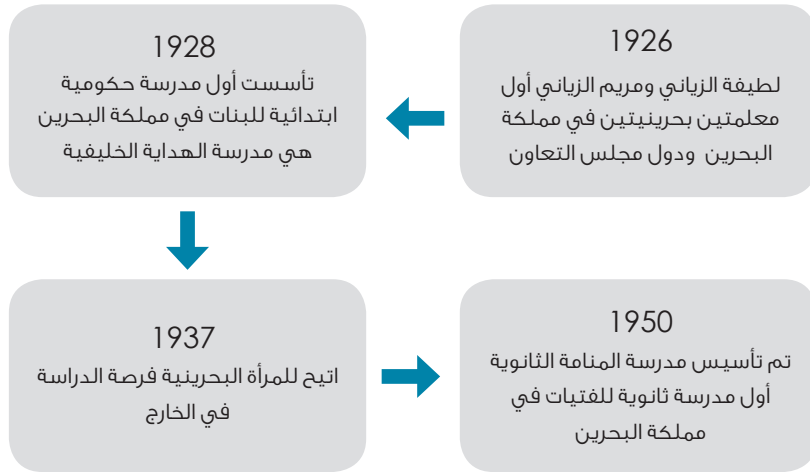 1926
لطيفة الزياني ومريم الزياني أول
معلمتين بحرينيتين في مملكة
البحرين ودول مجلس التعاون
1928
تأسست أول مدرسة حكومية
ابتدائية للبنات في مملكة البحرين
هي مدرسة الهداية الخليفية
1937
اتيح للمرأة البحرينية فرصة الدراسة
في الخارج
1950
تم تأسيس مدرسة المنامة الثانوية
أول مدرسة ثانوية للفتيات في
مملكة البحرين